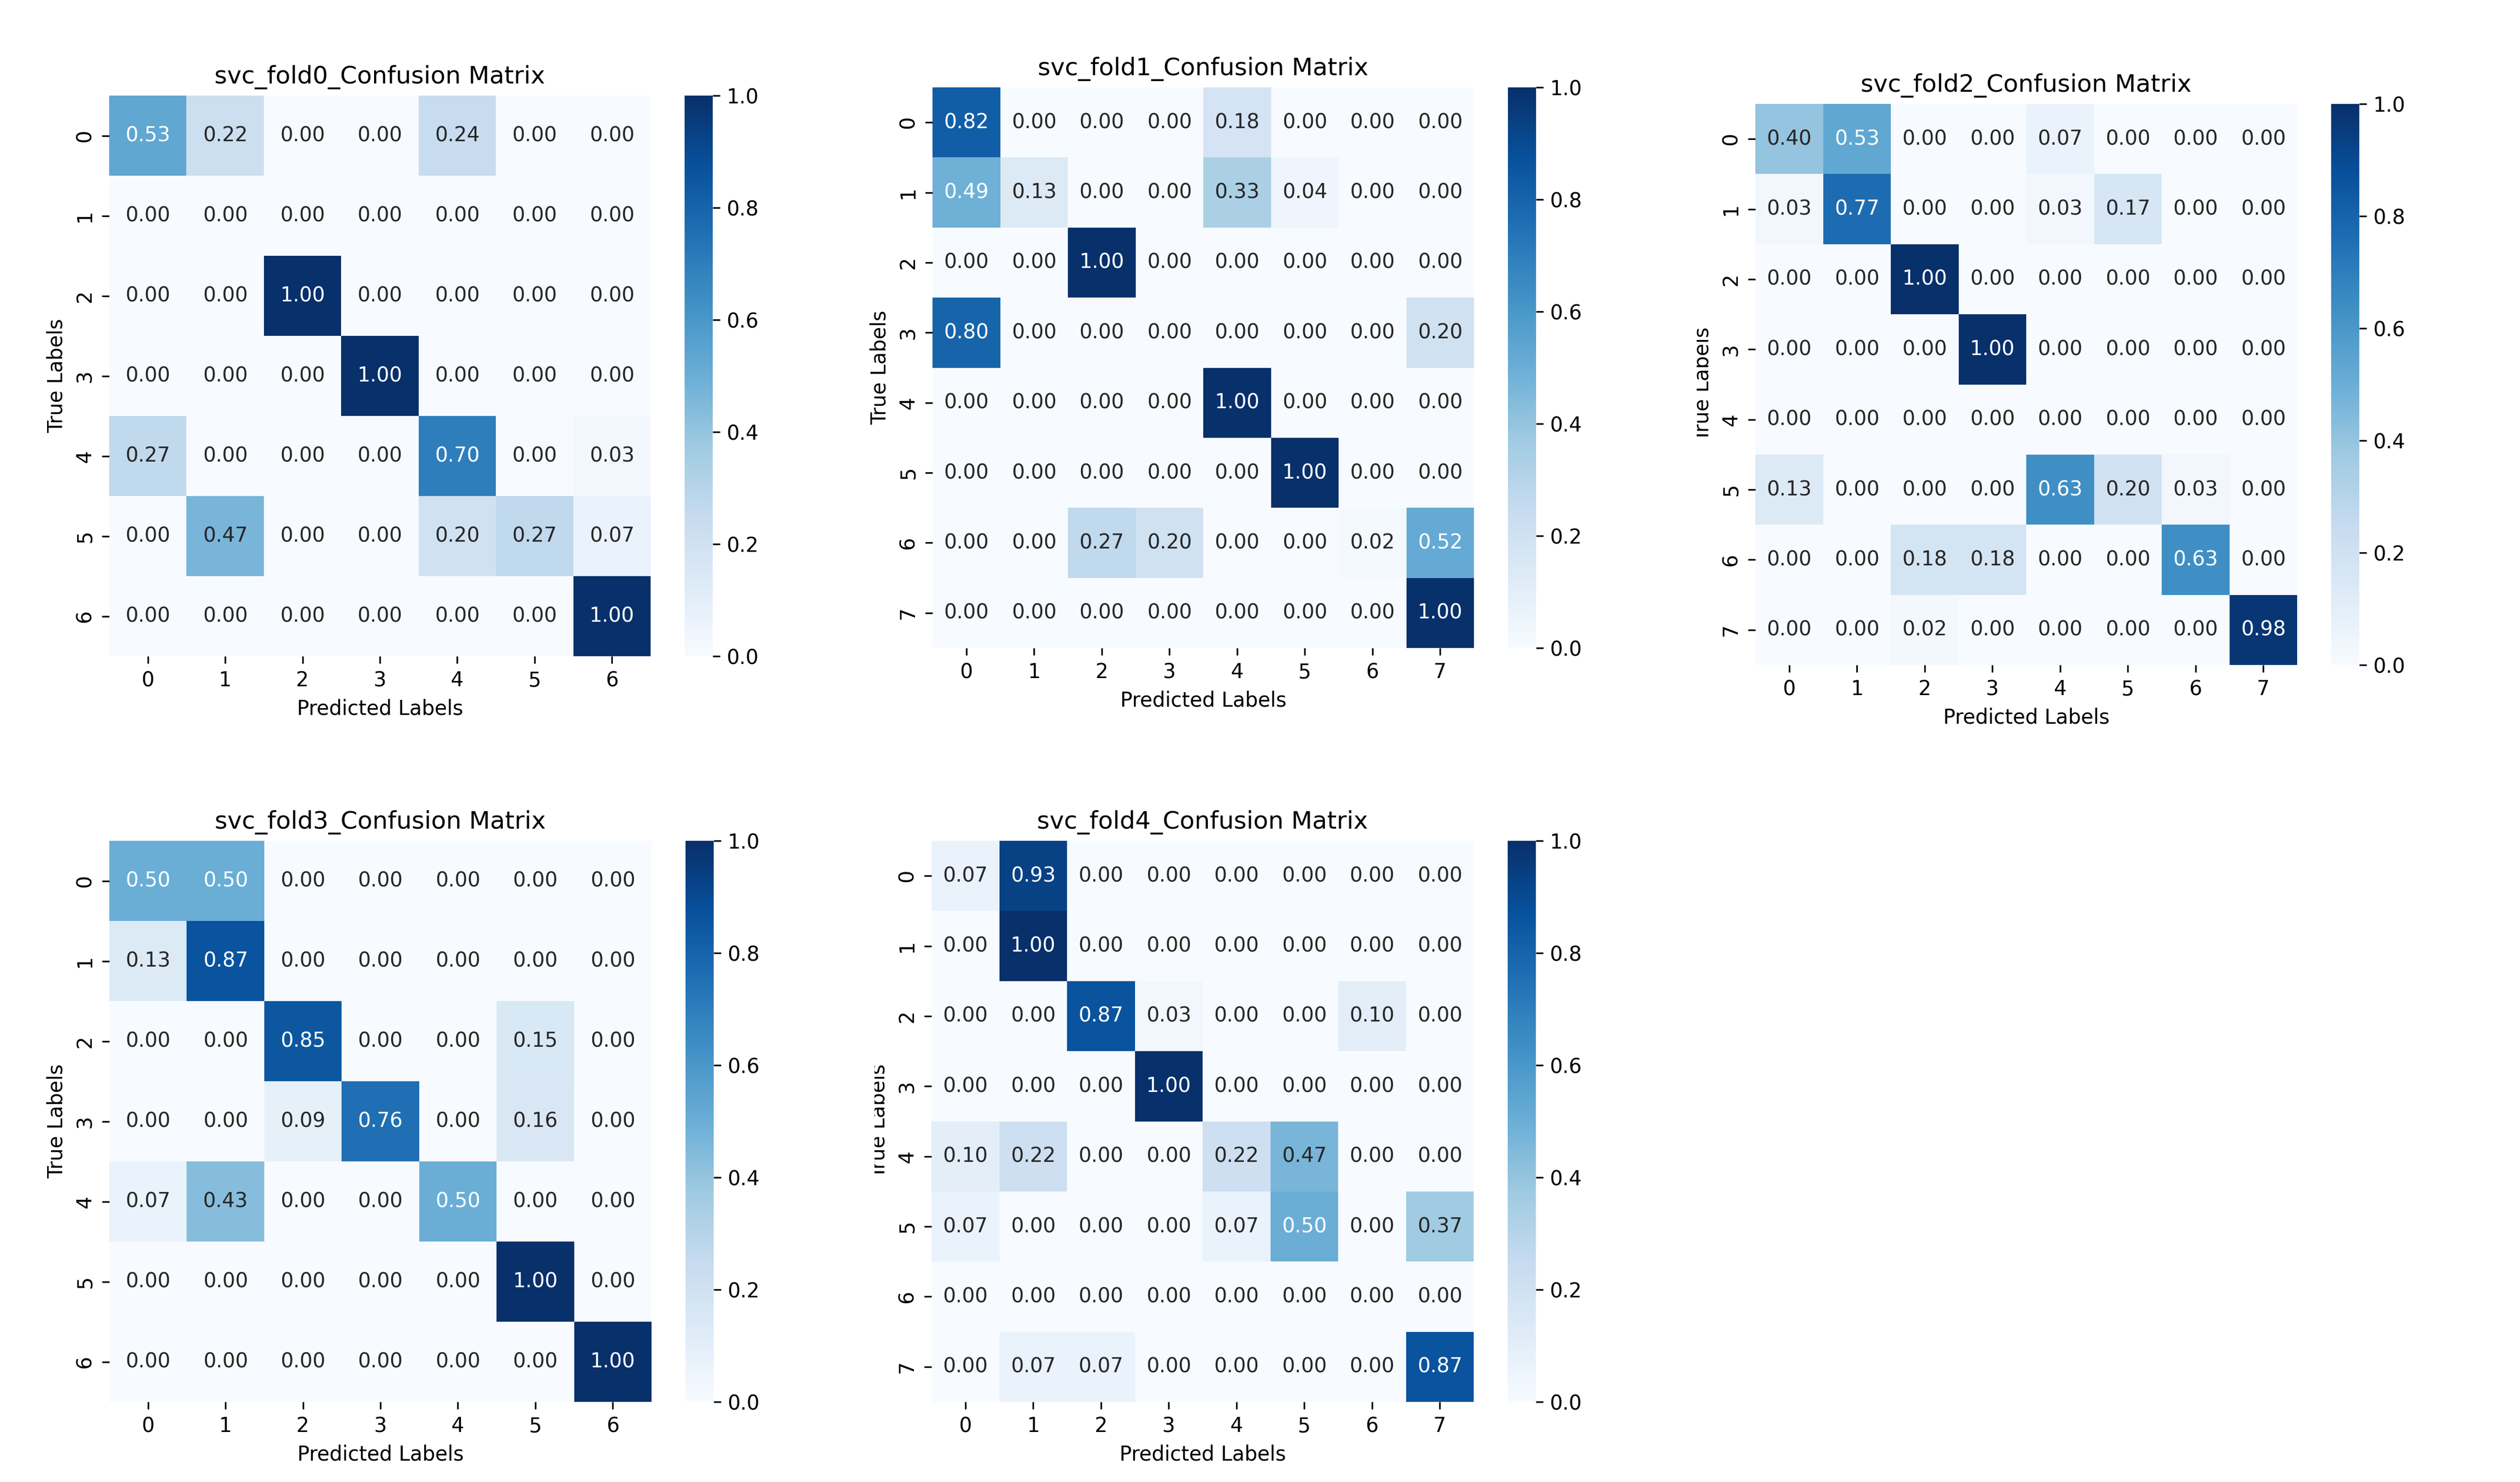 svc_fold0_Confusion Matrix
True Labels
0 0.53 0.22 0.00 0.00 0.24 0.00 0.00
1 0.00 0.00 0.00 0.00 0.00 0.00 0.00
2 0.00 0.00 1.00 0.00 0.00 0.00 0.00
3 0.00 0.00 0.00 1.00 0.00 0.00 0.00
4 0.27 0.00 0.00 0.00 0.70 0.00 0.03
5 0.00 0.47 0.00 0.00 0.20 0.27 0.07
6 0.00 0.00 0.00 0.00 0.00 0.00 1.00
0 1 2 3 4 5 6
Predicted Labels
1.0
0.8
0.6
0.4
0.2
0.0
svc_fold1_Confusion Matrix
True Labels
0 0.82 0.00 0.00 0.00 0.18 0.00 0.00 0.00
1 0.49 0.13 0.00 0.00 0.33 0.04 0.00 0.00
2 0.00 0.00 1.00 0.00 0.00 0.00 0.00 0.00
3 0.80 0.00 0.00 0.00 0.00 0.00 0.00 0.20
4 0.00 0.00 0.00 0.00 1.00 0.00 0.00 0.00
5 0.00 0.00 0.00 0.00 0.00 1.00 0.00 0.00
6 0.00 0.00 0.27 0.20 0.00 0.00 0.02 0.52
7 0.00 0.00 0.00 0.00 0.00 0.00 0.00 1.00
0 1 2 3 4 5 6 7
Predicted Labels
1.0
0.8
0.6
0.4
0.2
0.0
svc_fold2_Confusion Matrix
True Labels
0 0.40 0.53 0.00 0.00 0.07 0.00 0.00 0.00
1 0.03 0.77 0.00 0.00 0.03 0.17 0.00 0.00
2 0.00 0.00 1.00 0.00 0.00 0.00 0.00 0.00
3 0.00 0.00 0.00 1.00 0.00 0.00 0.00 0.00
4 0.00 0.00 0.00 0.00 0.00 0.00 0.00 0.00
5 0.13 0.00 0.00 0.00 0.63 0.20 0.03 0.00
6 0.00 0.00 0.18 0.18 0.00 0.00 0.63 0.00
7 0.00 0.00 0.02 0.00 0.00 0.00 0.00 0.98
0 1 2 3 4 5 6 7
Predicted Labels
1.0
0.8
0.6
0.4
0.2
0.0
svc_fold3_Confusion Matrix
True Labels
0 0.50 0.50 0.00 0.00 0.00 0.00 0.00
1 0.13 0.87 0.00 0.00 0.00 0.00 0.00
2 0.00 0.00 0.85 0.00 0.00 0.15 0.00
3 0.00 0.00 0.09 0.76 0.00 0.16 0.00
4 0.07 0.43 0.00 0.00 0.50 0.00 0.00
5 0.00 0.00 0.00 0.00 0.00 1.00 0.00
6 0.00 0.00 0.00 0.00 0.00 0.00 1.00
0 1 2 3 4 5 6
Predicted Labels
1.0
0.8
0.6
0.4
0.2
0.0
svc_fold4_Confusion Matrix
True Labels
0 0.07 0.93 0.00 0.00 0.00 0.00 0.00 0.00
1 0.00 1.00 0.00 0.00 0.00 0.00 0.00 0.00
2 0.00 0.00 0.87 0.03 0.00 0.00 0.10 0.00
3 0.00 0.00 0.00 1.00 0.00 0.00 0.00 0.00
4 0.10 0.22 0.00 0.00 0.22 0.47 0.00 0.00
5 0.07 0.00 0.00 0.00 0.07 0.50 0.00 0.37
6 0.00 0.00 0.00 0.00 0.00 0.00 0.00 0.00
7 0.00 0.07 0.07 0.00 0.00 0.00 0.00 0.87
0 1 2 3 4 5 6 7
Predicted Labels
1.0
0.8
0.6
0.4
0.2
0.0